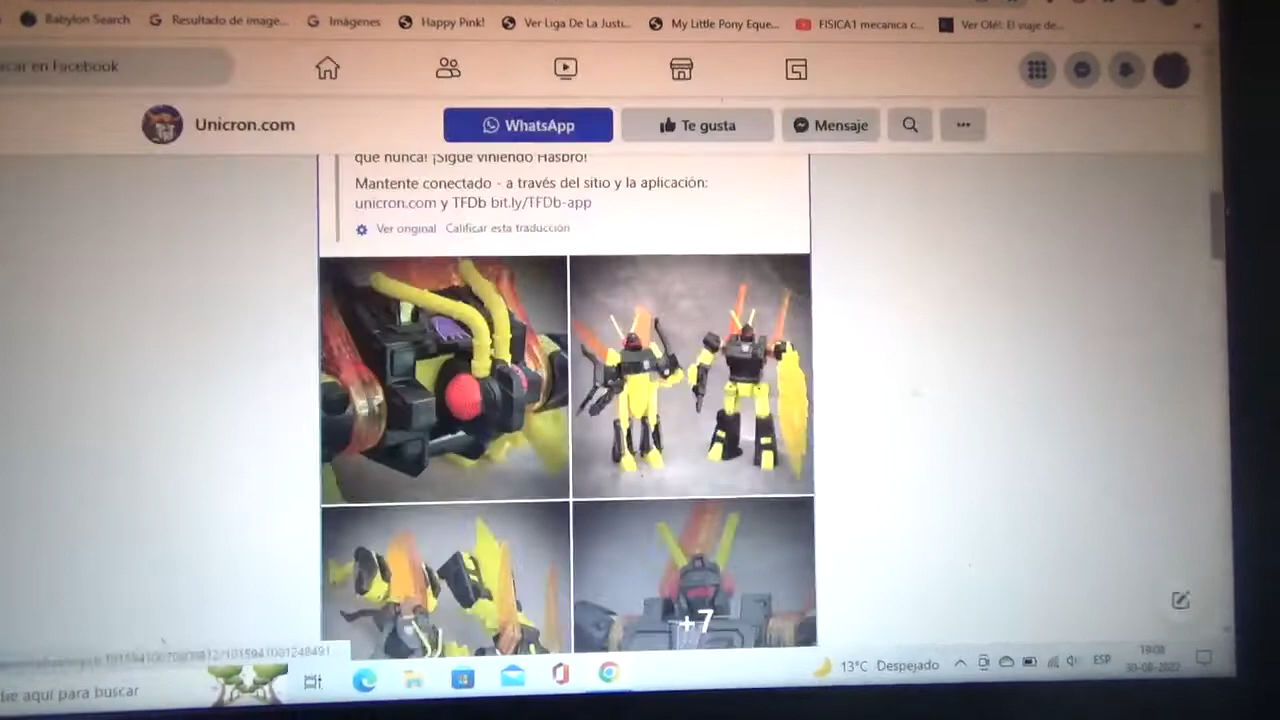 Babylon Search
Resultado de image...
Imágenes
Happy Pink!
Ver Liga De La Justi...
My Little Pony Eque...
FISICA1 mecanica c...
Ver Olé!: El viaje de...
car en Facebook
Unicron.com
WhatsApp
Te gusta
Mensaje
...
que nunca! ¡Sigue viniendo Hasbro!
Mantente conectado - a través del sitio y la aplicación:
unicron.com y TFDb bit.ly/TFDb-app
Ver original Calificar esta traducción
+7
die aquí para buscar
13°C Despejado
ESP
19:08
30-08-2022